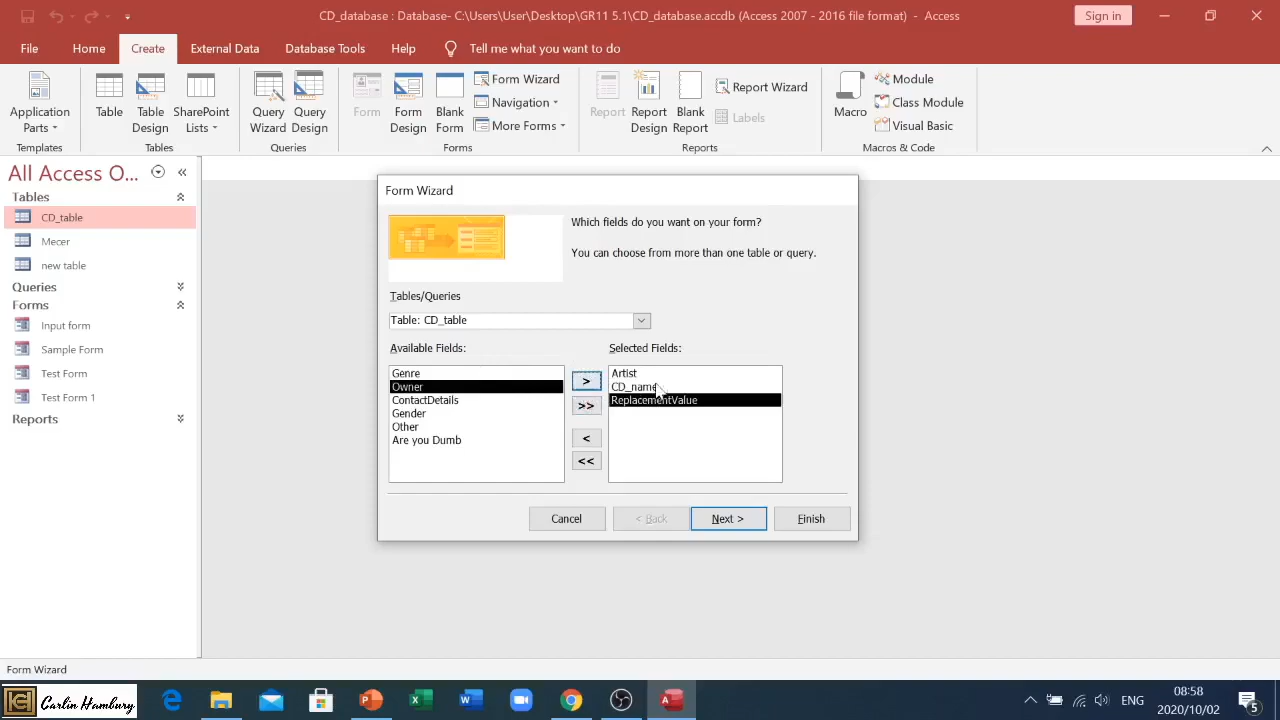 CD_database : Database- C:\Users\User\Desktop\GR11 5.1\CD_database.accdb (Access 2007 - 2016 file format) - Access
Sign in
File Home Create External Data Database Tools Help Tell me what you want to do
Application Parts
Table
Table Design
SharePoint Lists
Query Wizard
Query Design
Form
Form Design
Blank Form
Form Wizard
Navigation
More Forms
Report
Report Design
Blank Report
Report Wizard
Labels
Macro
Module
Class Module
Visual Basic
Templates Tables Queries Forms Reports Macros & Code
All Access O...
Tables
CD_table
Mecer
new table
Queries
Forms
Input form
Sample Form
Test Form
Test Form 1
Reports
Form Wizard
Which fields do you want on your form?
You can choose from more than one table or query.
Tables/Queries
Table: CD_table
Available Fields:
Genre
Owner
ContactDetails
Gender
Other
Are you Dumb
>
>>
<
<<
Selected Fields:
Artist
CD_name
ReplacementValue
Cancel < Back Next > Finish
Form Wizard
Carlin Hambury
ENG
08:58
2020/10/02
5